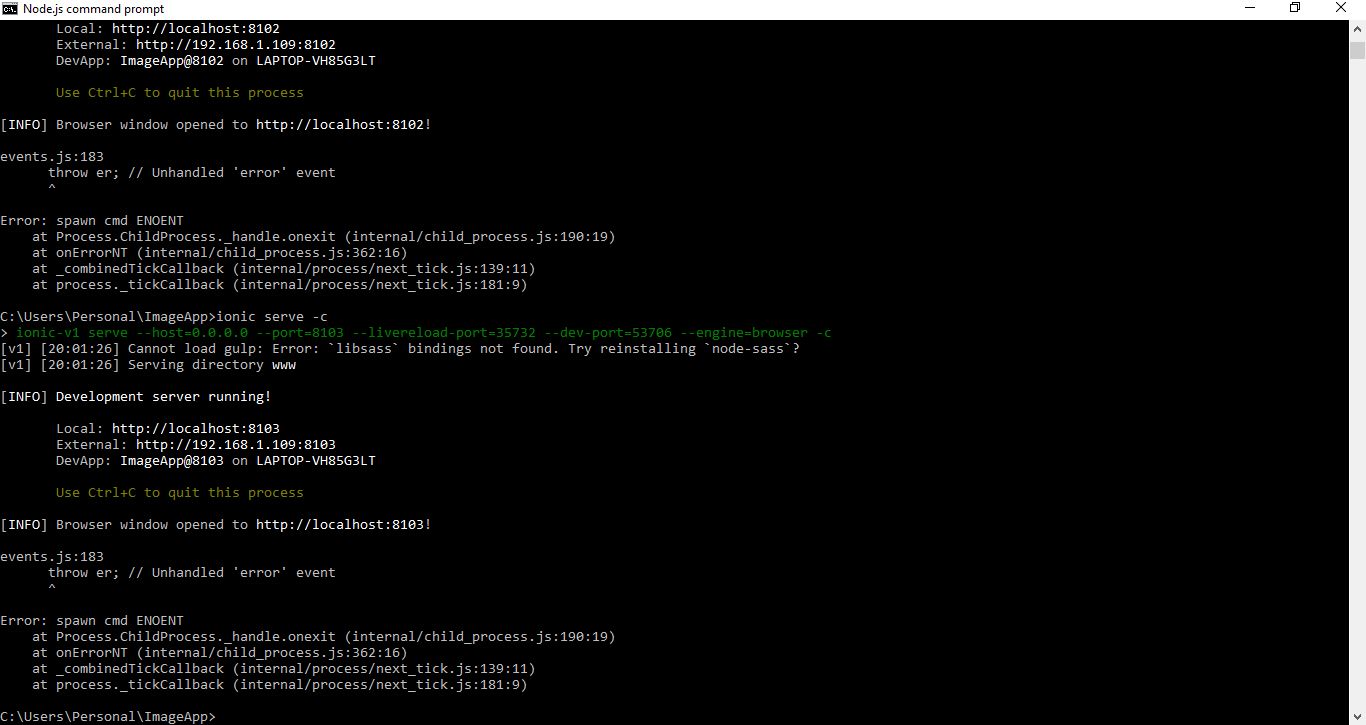 Node.js command prompt
Local: http://localhost:8102
External: http://192.168.1.109:8102
DevApp: ImageApp@8102 on LAPTOP-VH85G3LT
Use Ctrl+C to quit this process
[INFO] Browser window opened to http://localhost:8102!
events.js:183
throw er; // Unhandled 'error' event
^
Error: spawn cmd ENOENT
at Process.ChildProcess._handle.onexit (internal/child_process.js:190:19)
at onErrorNT (internal/child_process.js:362:16)
at _combinedTickCallback (internal/process/next_tick.js:139:11)
at process._tickCallback (internal/process/next_tick.js:181:9)
C:\Users\Personal\ImageApp>ionic serve -c
> ionic-v1 serve --host=0.0.0.0 --port=8103 --livereload-port=35732 --dev-port=53706 --engine=browser -c
[v1] [20:01:26] Cannot load gulp: Error: `libsass` bindings not found. Try reinstalling `node-sass`?
[v1] [20:01:26] Serving directory www
[INFO] Development server running!
Local: http://localhost:8103
External: http://192.168.1.109:8103
DevApp: ImageApp@8103 on LAPTOP-VH85G3LT
Use Ctrl+C to quit this process
[INFO] Browser window opened to http://localhost:8103!
events.js:183
throw er; // Unhandled 'error' event
^
Error: spawn cmd ENOENT
at Process.ChildProcess._handle.onexit (internal/child_process.js:190:19)
at onErrorNT (internal/child_process.js:362:16)
at _combinedTickCallback (internal/process/next_tick.js:139:11)
at process._tickCallback (internal/process/next_tick.js:181:9)
C:\Users\Personal\ImageApp>